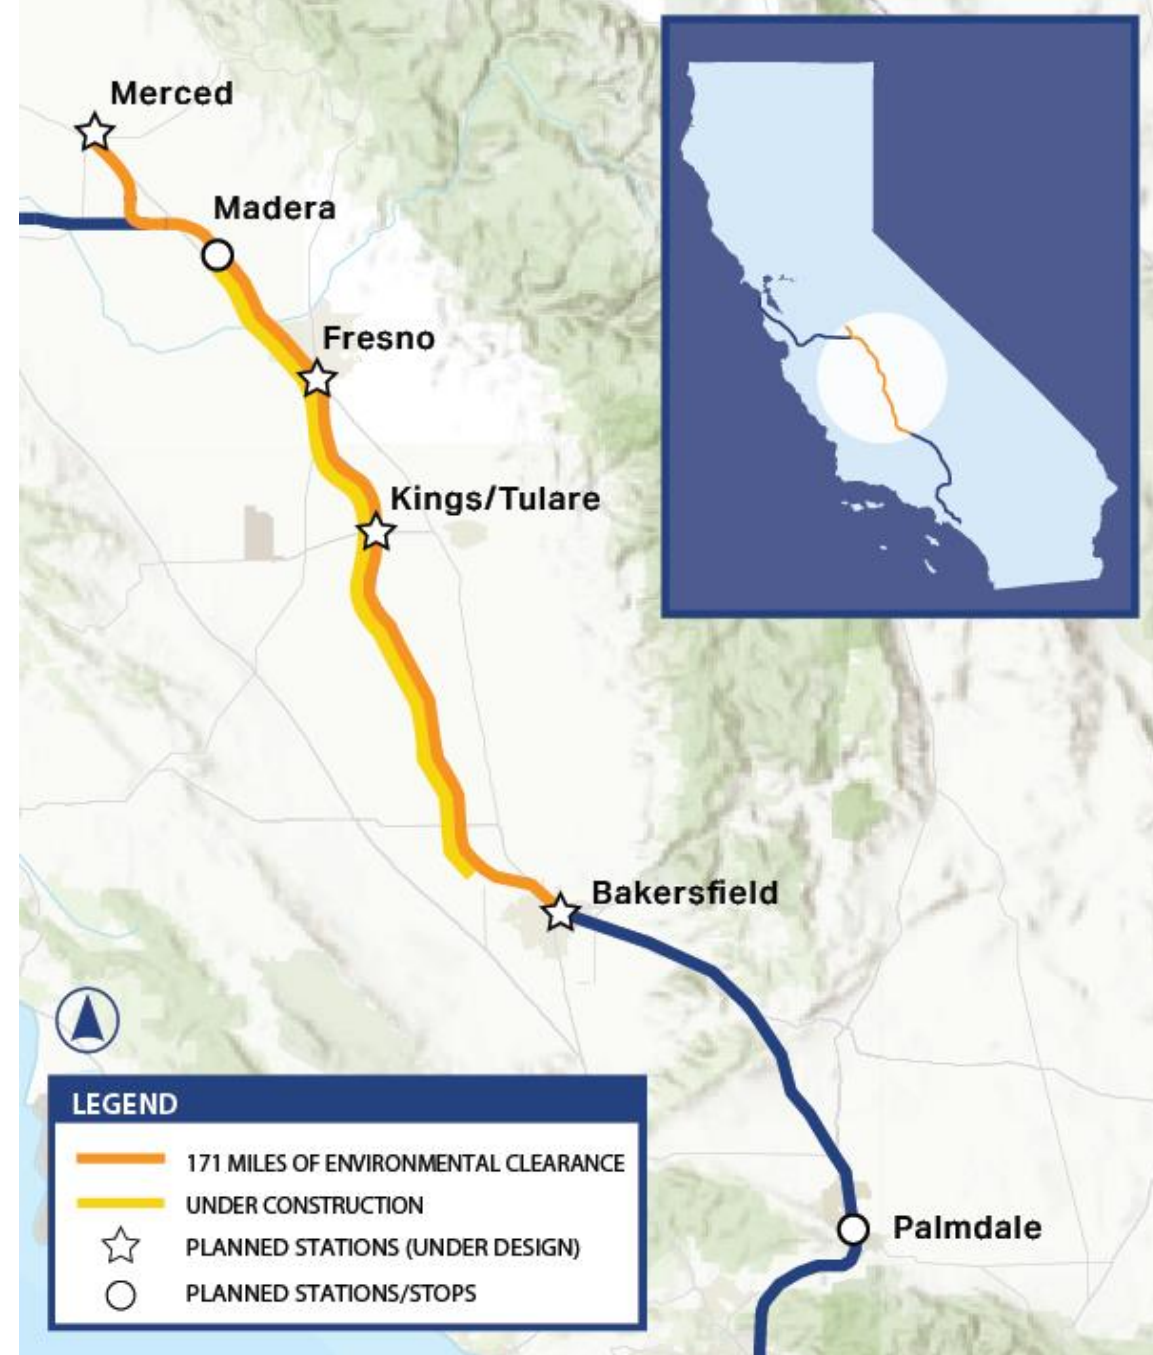 Merced
Madera
Fresno
Kings/Tulare
Bakersfield
Palmdale
LEGEND
171 MILES OF ENVIRONMENTAL CLEARANCE
UNDER CONSTRUCTION
PLANNED STATIONS (UNDER DESIGN)
PLANNED STATIONS/STOPS